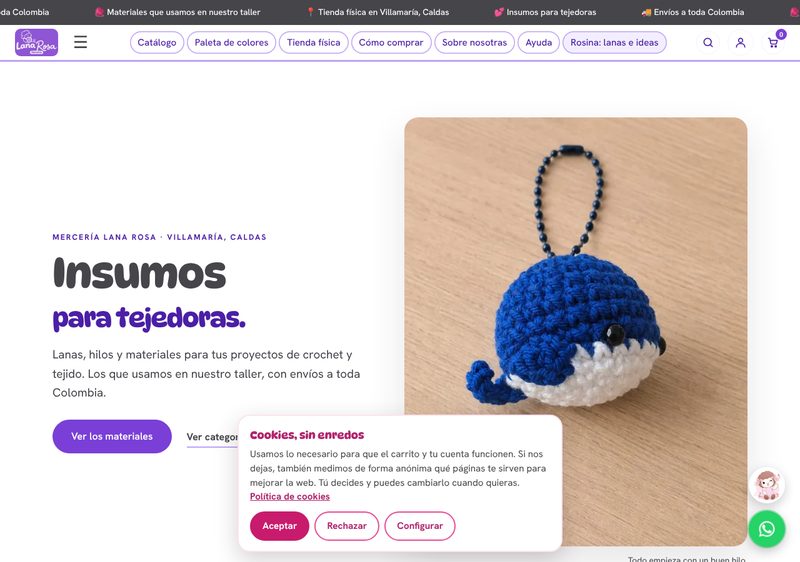 oda Colombia
Materiales que usamos en nuestro taller
Tienda física en Villamaría, Caldas
Insumos para tejedoras
Envíos a toda Colombia
Lana Rosa
Catálogo
Paleta de colores
Tienda física
Cómo comprar
Sobre nosotras
Ayuda
Rosina: lanas e ideas
0
MERCERÍA LANA ROSA · VILLAMARÍA, CALDAS
Insumos
para tejedoras.
Lanas, hilos y materiales para tus proyectos de crochet y
tejido. Los que usamos en nuestro taller, con envíos a toda
Colombia.
Ver los materiales
Ver categor
Cookies, sin enredos
Usamos lo necesario para que el carrito y tu cuenta funcionen. Si nos
dejas, también medimos de forma anónima qué páginas te sirven para
mejorar la web. Tú decides y puedes cambiarlo cuando quieras.
Política de cookies
Aceptar
Rechazar
Configurar
Todo empieza con un buen hilo